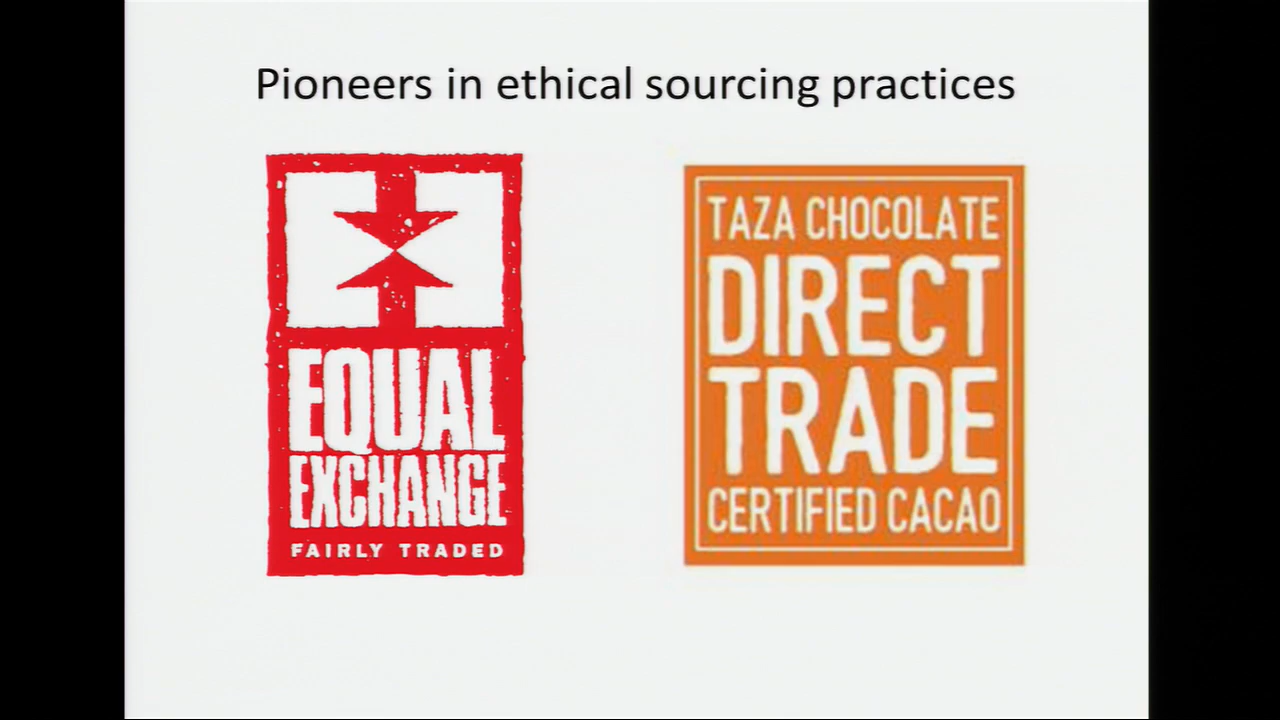 Pioneers in ethical sourcing practices
EQUAL
EXCHANGE
FAIRLY TRADED
TAZA CHOCOLATE
DIRECT
TRADE
CERTIFIED CACAO